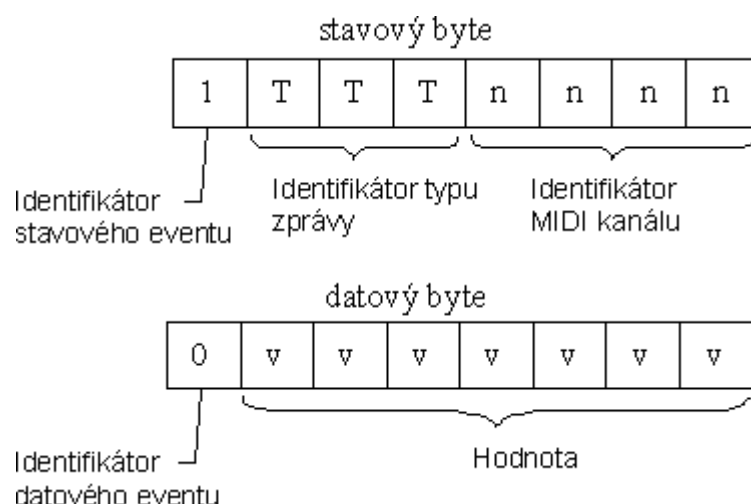 stavový byte
1 T T T n n n n
Identifikátor
stavového eventu
Identifikátor typu
zprávy
Identifikátor
MIDI kanálu
datový byte
0 v v v v v v v
Identifikátor
datového eventu
Hodnota